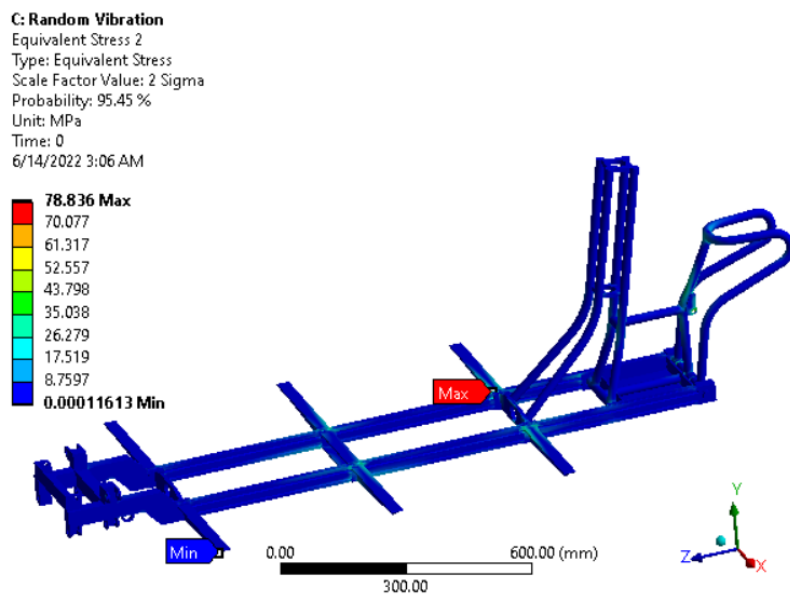 C: Random Vibration
Equivalent Stress 2
Type: Equivalent Stress
Scale Factor Value: 2 Sigma
Probability: 95.45 %
Unit: MPa
Time: 0
6/14/2022 3:06 AM
78.836 Max
70.077
61.317
52.557
43.798
35.038
26.279
17.519
8.7597
0.00011613 Min
Max
Min
0.00
600.00 (mm)
300.00
Y
Z
X